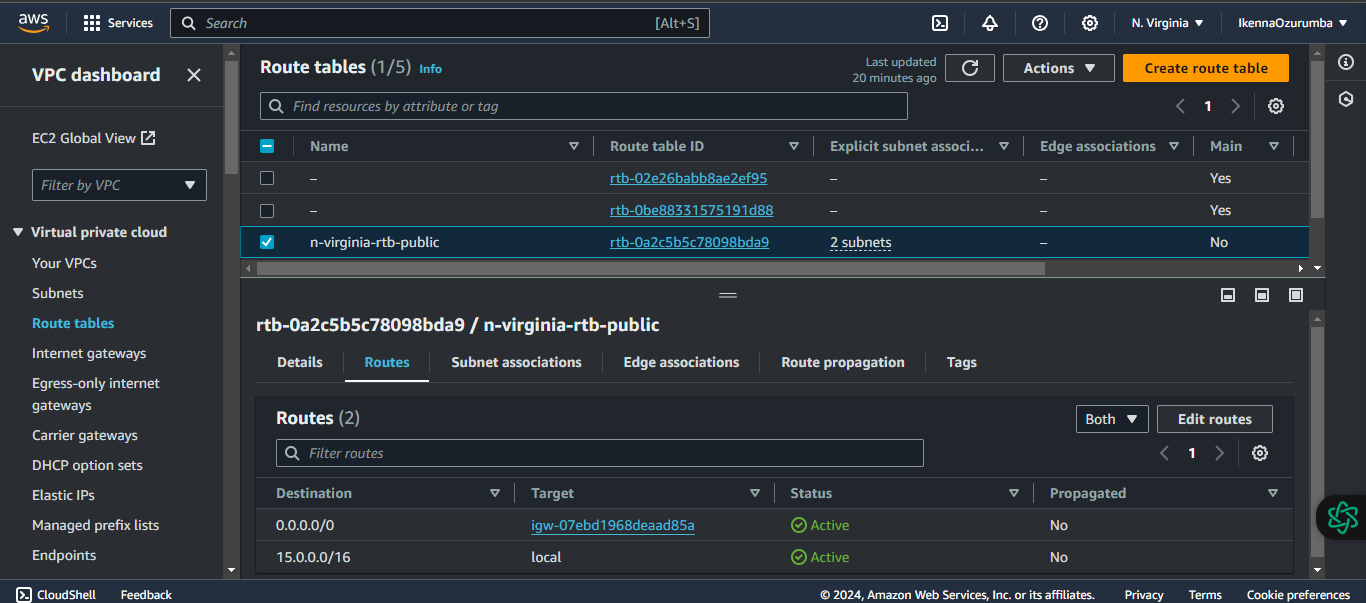 aws
Services
Search
[Alt+S]
N. Virginia
IkennaOzurumba
VPC dashboard
EC2 Global View
Filter by VPC
Virtual private cloud
Your VPCs
Subnets
Route tables
Internet gateways
Egress-only internet
gateways
Carrier gateways
DHCP option sets
Elastic IPs
Managed prefix lists
Endpoints
Route tables (1/5) Info
Last updated
20 minutes ago
Actions
Create route table
Find resources by attribute or tag
1
Name Route table ID Explicit subnet associ... Edge associations Main
– rtb-02e26babb8ae2ef95 – – Yes
– rtb-0be88331575191d88 – – Yes
n-virginia-rtb-public rtb-0a2c5b5c78098bda9 2 subnets – No
rtb-0a2c5b5c78098bda9 / n-virginia-rtb-public
Details Routes Subnet associations Edge associations Route propagation Tags
Routes (2)
Both
Edit routes
Filter routes
1
Destination Target Status Propagated
0.0.0.0/0 igw-07ebd1968deaad85a Active No
15.0.0.0/16 local Active No
CloudShell Feedback © 2024, Amazon Web Services, Inc. or its affiliates. Privacy Terms Cookie preferences